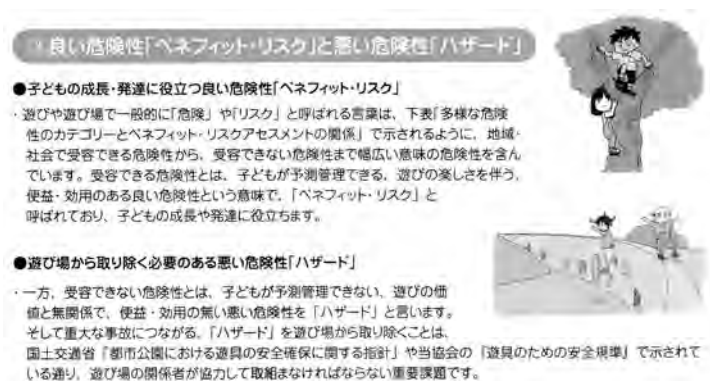 良い危険性「ベネフィット・リスク」と悪い危険性「ハザード」
●子どもの成長・発達に役立つ良い危険性「ベネフィット・リスク」
・遊びや遊び場で一般的に「危険」や「リスク」と呼ばれる言葉は、下表「多様な危険
性のカテゴリーとベネフィット・リスクアセスメントの関係」で示されるように、地域・
社会で受容できる危険性から、受容できない危険性まで幅広い意味の危険性を含ん
でいます。受容できる危険性とは、子どもが予測管理できる、遊びの楽しさを伴う、
便益・効用のある良い危険性という意味で、「ベネフィット・リスク」と
呼ばれており、子どもの成長や発達に役立ちます。
●遊び場から取り除く必要のある悪い危険性「ハザード」
・一方、受容できない危険性とは、子どもが予測管理できない、遊びの価
値と無関係で、便益・効用の無い悪い危険性を「ハザード」と言います。
そして重大な事故につながる、「ハザード」を遊び場から取り除くことは、
国土交通省「都市公園における遊具の安全確保に関する指針」や当協会の「遊具のための安全規準」で示されて
いる通り、遊び場の関係者が協力して取組まなければならない重要課題です。